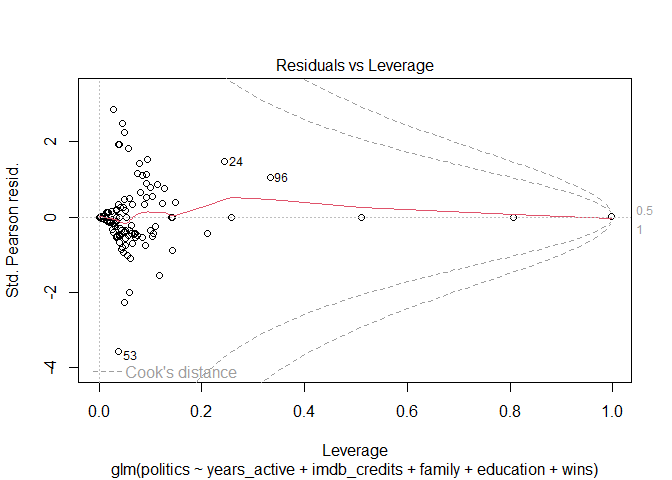 Residuals vs Leverage
Std. Pearson resid.
2
0
-2
-4
24
96
53
0.5
1
Cook's distance
0.0 0.2 0.4 0.6 0.8 1.0
Leverage
glm(politics ~ years_active + imdb_credits + family + education + wins)